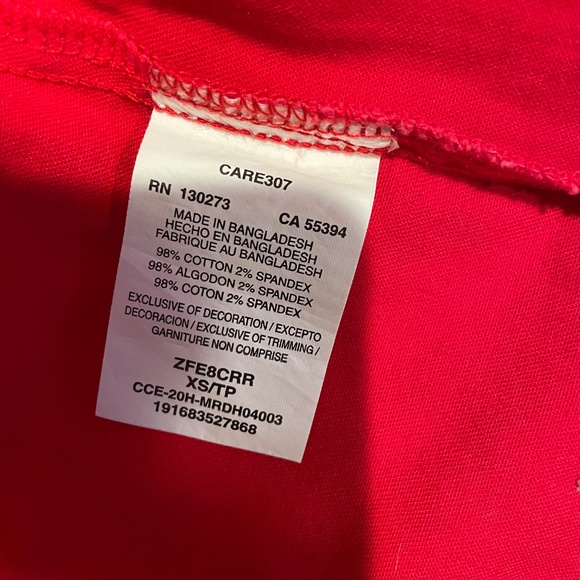 CARE307
RN 130273 CA 55394
MADE IN BANGLADESH
HECHO EN BANGLADESH
FABRIQUE AU BANGLADESH
98% COTTON 2% SPANDEX
98% ALGODON 2% SPANDEX
98% COTON 2% SPANDEX
EXCLUSIVE OF DECORATION / EXCEPTO
DECORACION / EXCLUSIVE OF TRIMMING /
GARNITURE NON COMPRISE
ZFE8CRR
XS/TP
CCE-20H-MRDH04003
191683527868